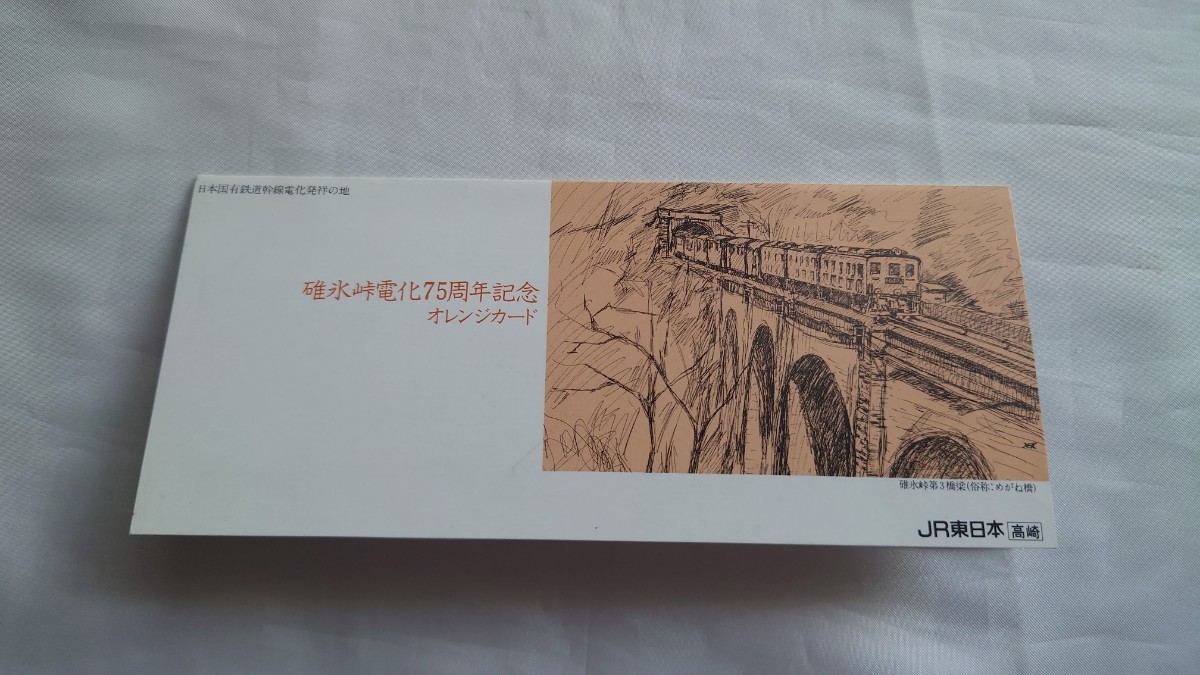 日本国有鉄道幹線電化発祥の地
碓氷峠電化75周年記念
オレンジカード
碓氷峠第3橋梁(俗称:めがね橋)
JR東日本 高崎